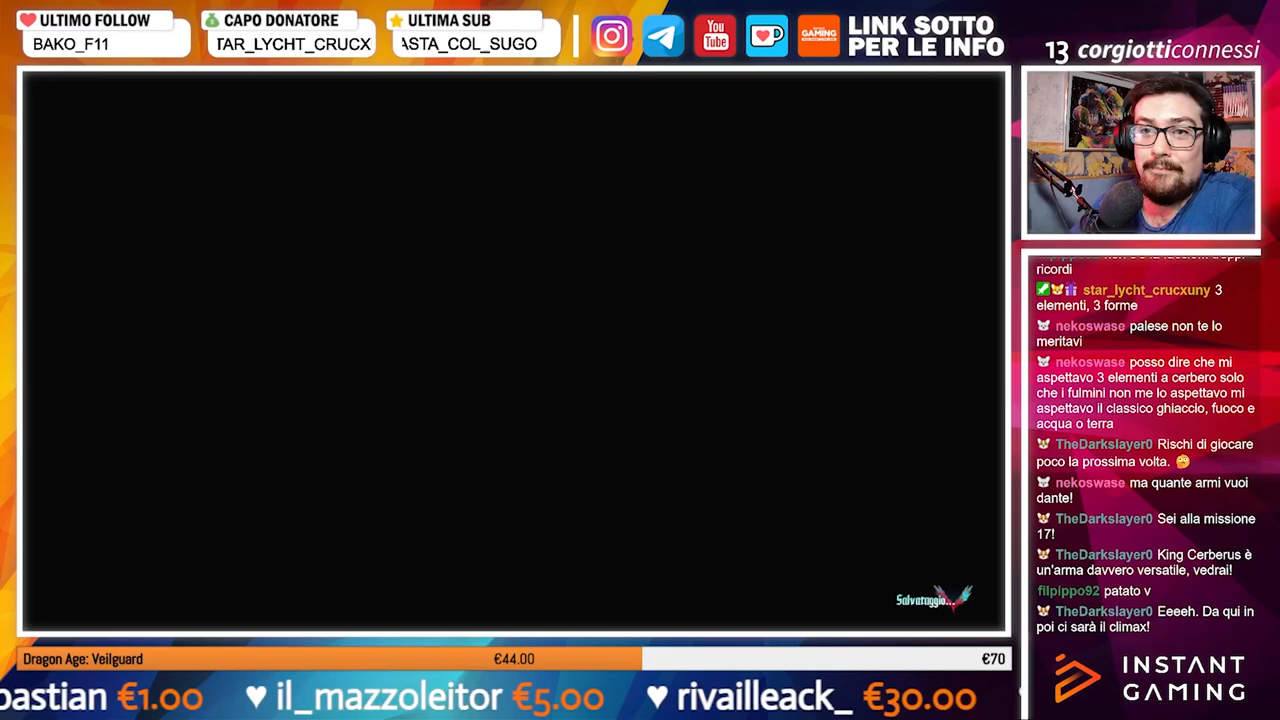 ULTIMO FOLLOW
BAKO_F11
CAPO DONATORE
TAR_LYCHT_CRUCX
ULTIMA SUB
ASTA_COL_SUGO
You
Tube
GAMING
LINK SOTTO
PER LE INFO
13 corgiotticonnessi
ricordi
star_lycht_crucxuny 3
elementi, 3 forme
nekoswase palese non te lo
meritavi
nekoswase posso dire che mi
aspettavo 3 elementi a cerbero solo
che i fulmini non me lo aspettavo mi
aspettavo il classico ghiaccio, fuoco e
acqua o terra
TheDarkslayer0 Rischi di giocare
poco la prossima volta. 🤔
nekoswase ma quante armi vuoi
dante!
TheDarkslayer0 Sei alla missione
17!
TheDarkslayer0 King Cerberus è
un'arma davvero versatile, vedrai!
filpippo92 patato v
TheDarkslayer0 Eeeeh. Da qui in
poi ci sarà il climax!
Salvataggio...
Dragon Age: Veilguard
€44.00
€70
bastian €1.00 ♥ il_mazzoleitor €5.00 ♥ rivailleack_ €30.00
INSTANT
GAMING